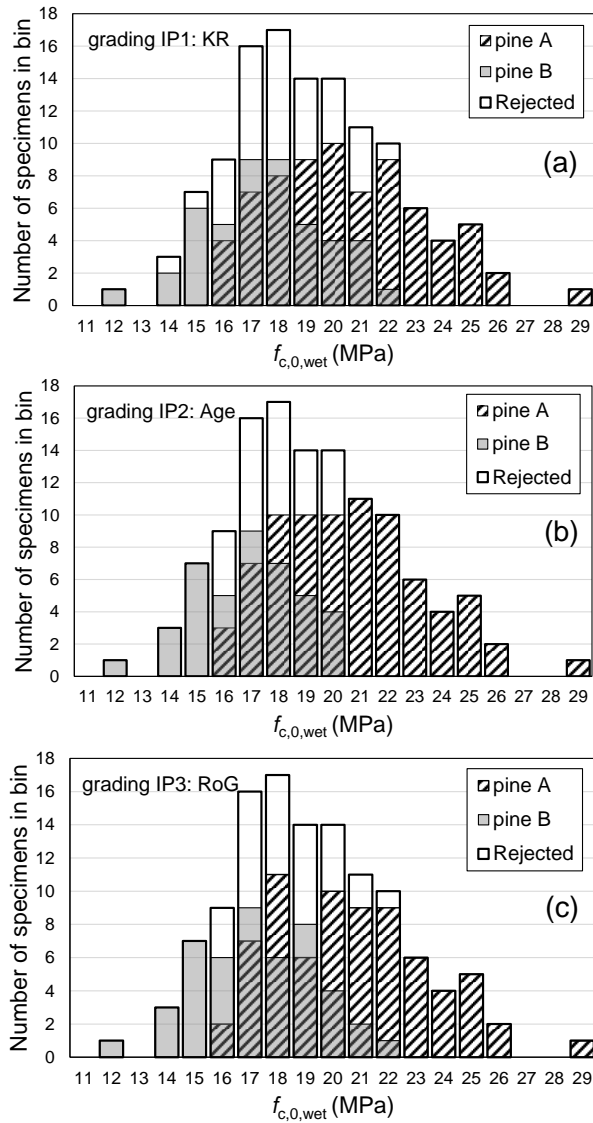 18
grading IP1: KR
pine A
16
pine B
14
Rejected
12
(a)
10
8
6
4
2
0
Number of specimens in bin
11 12 13 14 15 16 17 18 19 20 21 22 23 24 25 26 27 28 29
fc,0,wet (MPa)
18
grading IP2: Age
pine A
16
pine B
14
Rejected
12
(b)
10
8
6
4
2
0
Number of specimens in bin
11 12 13 14 15 16 17 18 19 20 21 22 23 24 25 26 27 28 29
fc,0,wet (MPa)
18
grading IP3: RoG
pine A
16
pine B
14
Rejected
12
(c)
10
8
6
4
2
0
Number of specimens in bin
11 12 13 14 15 16 17 18 19 20 21 22 23 24 25 26 27 28 29
fc,0,wet (MPa)